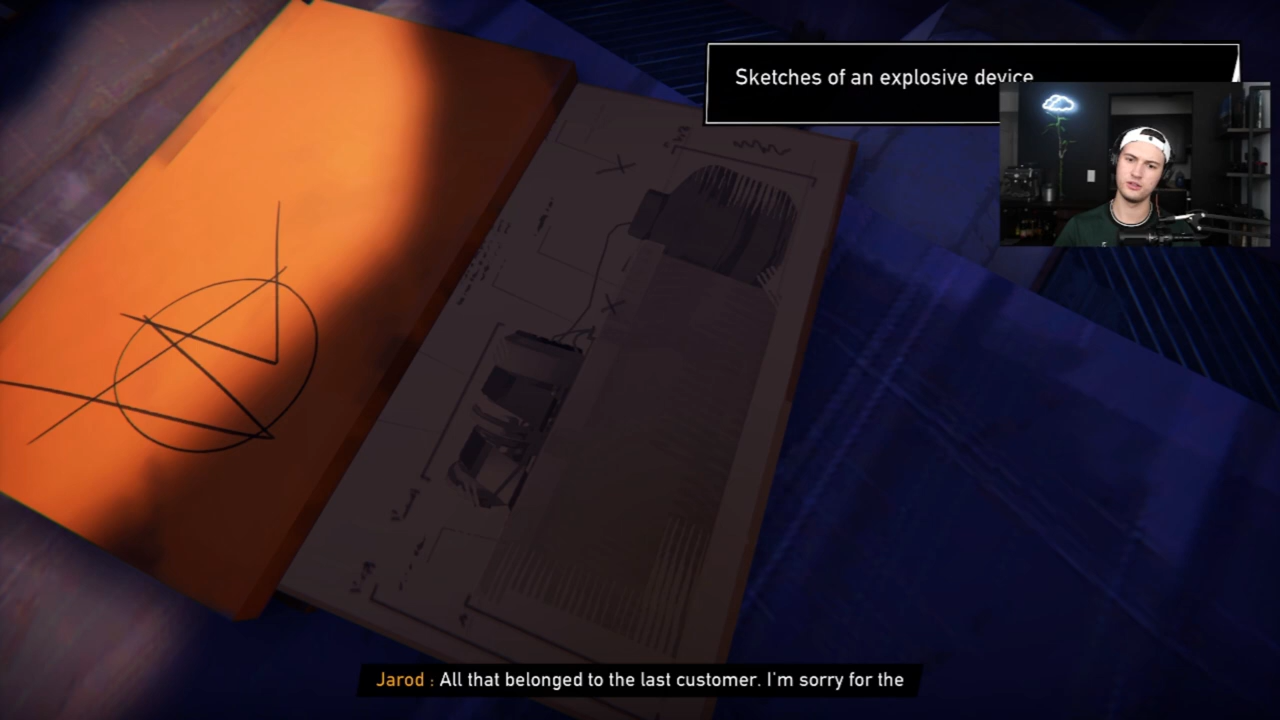 Sketches of an explosive device
Jarod : All that belonged to the last customer. I'm sorry for the